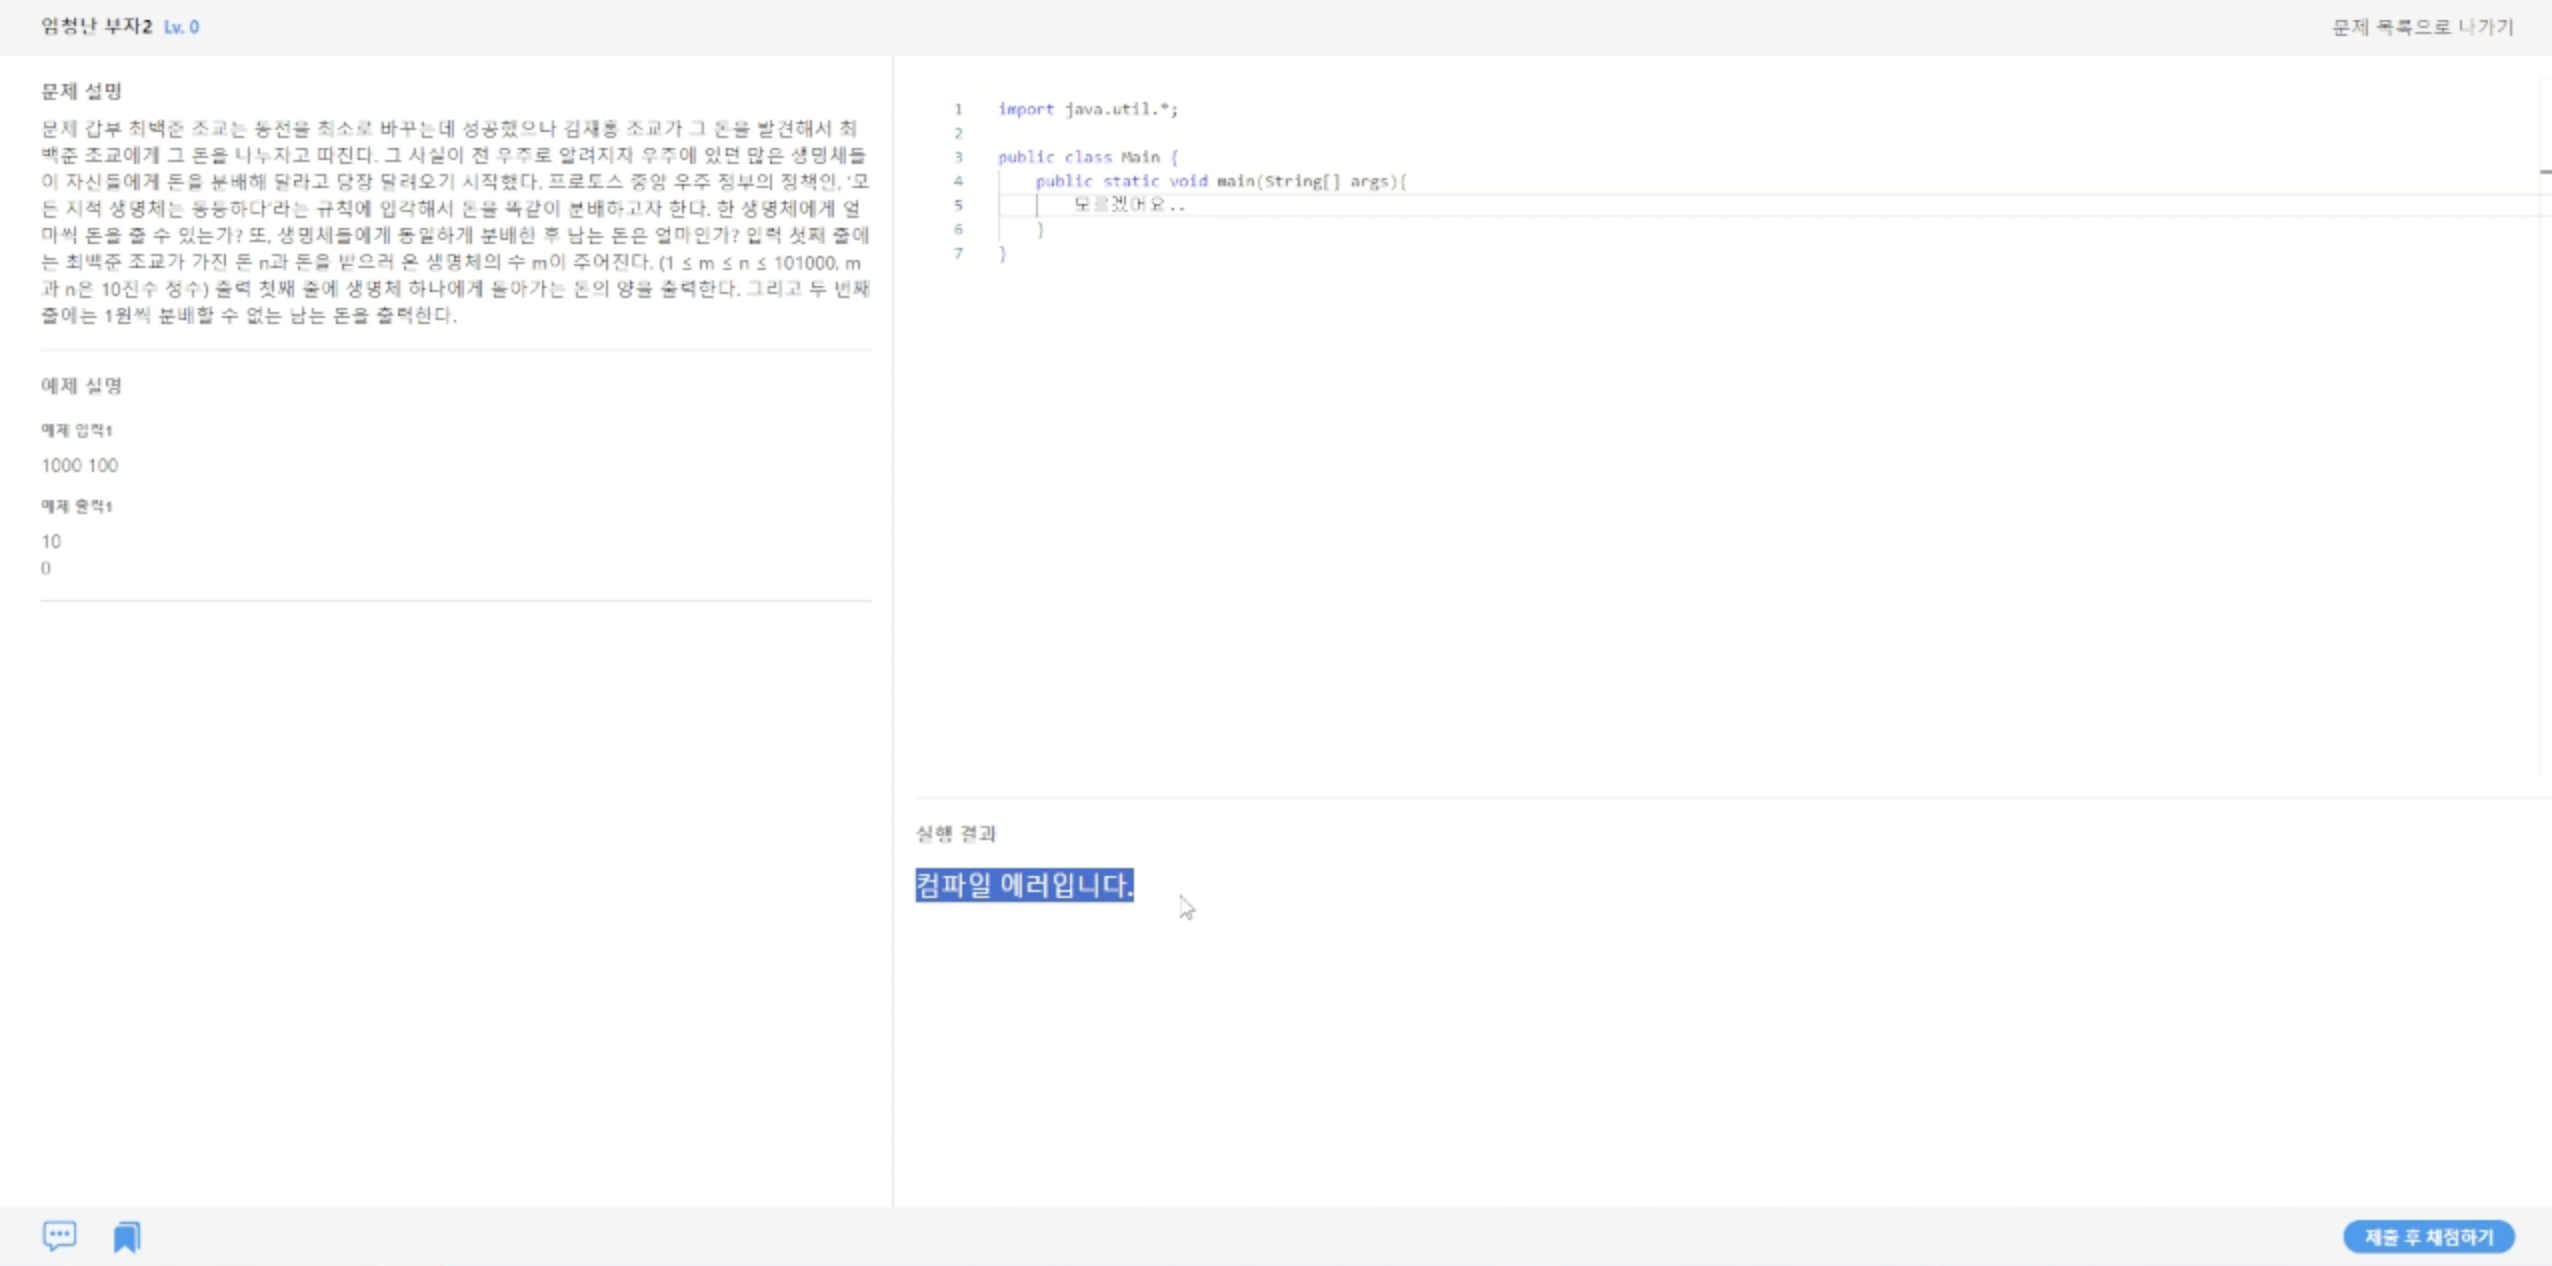 엄청난 부자2 Lv. 0
문제 목록으로 나가기
문제 설명
문제 갑부 최백준 조교는 동전을 최소로 바꾸는데 성공했으나 김재홍 조교가 그 돈을 발견해서 최
백준 조교에게 그 돈을 나누자고 따진다. 그 사실이 전 우주로 알려지자 우주에 있던 많은 생명체들
이 자신들에게 돈을 분배해 달라고 당장 달려오기 시작했다. 프로토스 중앙 우주 정부의 정책인, ‘모
든 지적 생명체는 동등하다’라는 규칙에 입각해서 돈을 똑같이 분배하고자 한다. 한 생명체에게 얼
마씩 돈을 줄 수 있는가? 또, 생명체들에게 동일하게 분배한 후 남는 돈은 얼마인가? 입력 첫째 줄에
는 최백준 조교가 가진 돈 n과 돈을 받으러 온 생명체의 수 m이 주어진다. (1 ≤ m ≤ n ≤ 101000, m
과 n은 10진수 정수) 출력 첫째 줄에 생명체 하나에게 돌아가는 돈의 양을 출력한다. 그리고 두 번째
줄에는 1원씩 분배할 수 없는 남는 돈을 출력한다.
예제 설명
예제 입력1
1000 100
예제 출력1
10
0
1 import java.util.*;
2
3 public class Main {
4 public static void main(String[] args){
5 모르겠어요..
6 }
7 }
실행 결과
컴파일 에러입니다.
제출 후 채점하기